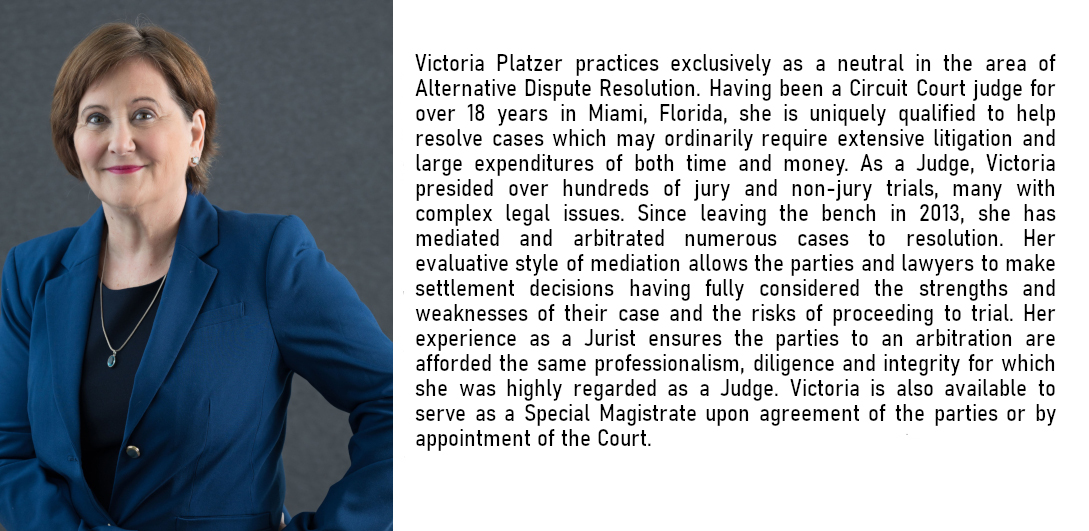 Victoria Platzer practices exclusively as a neutral in the area of
Alternative Dispute Resolution. Having been a Circuit Court judge for
over 18 years in Miami, Florida, she is uniquely qualified to help
resolve cases which may ordinarily require extensive litigation and
large expenditures of both time and money. As a Judge, Victoria
presided over hundreds of jury and non-jury trials, many with
complex legal issues. Since leaving the bench in 2013, she has
mediated and arbitrated numerous cases to resolution. Her
evaluative style of mediation allows the parties and lawyers to make
settlement decisions having fully considered the strengths and
weaknesses of their case and the risks of proceeding to trial. Her
experience as a Jurist ensures the parties to an arbitration are
afforded the same professionalism, diligence and integrity for which
she was highly regarded as a Judge. Victoria is also available to
serve as a Special Magistrate upon agreement of the parties or by
appointment of the Court.